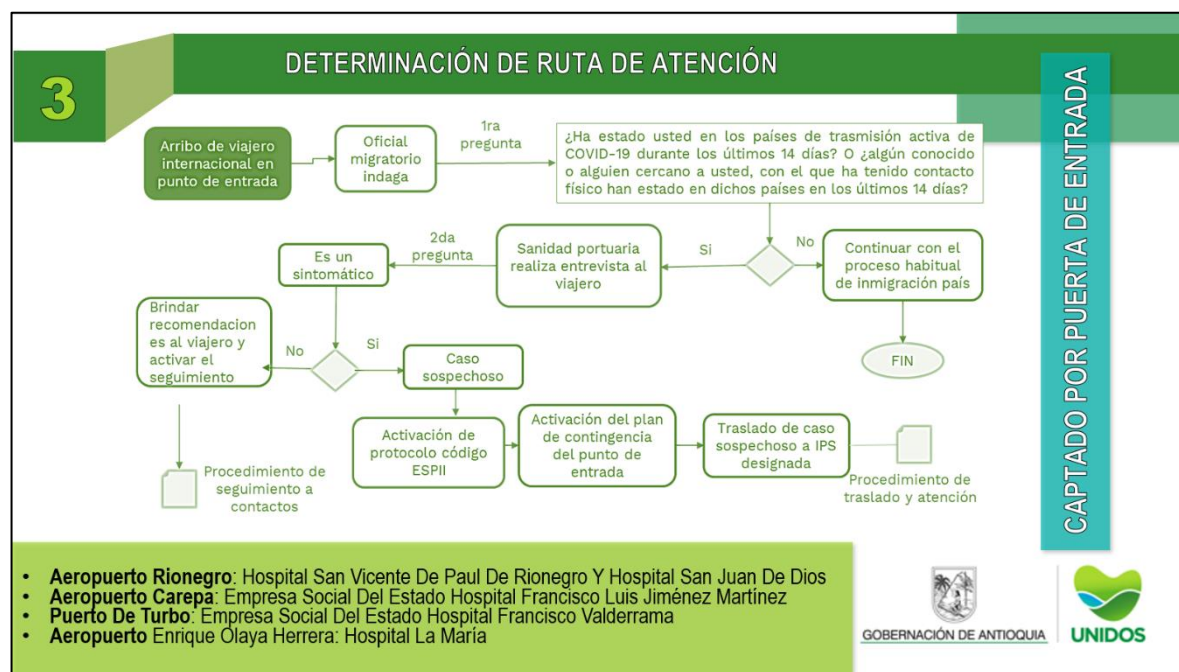 3
DETERMINACIÓN DE RUTA DE ATENCIÓN
CAPTADO POR PUERTA DE ENTRADA
Arribo de viajero
internacional en
punto de entrada
Oficial
migratorio
indaga
1ra
pregunta
¿Ha estado usted en los países de trasmisión activa de
COVID-19 durante los últimos 14 días? O ¿algún conocido
o alguien cercano a usted, con el que ha tenido contacto
físico han estado en dichos países en los últimos 14 días?
Es un
sintomático
2da
pregunta
Sanidad portuaria
realiza entrevista al
viajero
Si
No
Continuar con el
proceso habitual
de inmigración país
FIN
Brindar
recomendacion
es al viajero y
activar el
seguimiento
No
Si
Caso
sospechoso
Activación de
protocolo código
ESPII
Activación del plan
de contingencia
del punto de
entrada
Traslado de caso
sospechoso a IPS
designada
Procedimiento de
seguimiento a
contactos
Procedimiento de
traslado y atención
• Aeropuerto Rionegro: Hospital San Vicente De Paul De Rionegro Y Hospital San Juan De Dios
• Aeropuerto Carepa: Empresa Social Del Estado Hospital Francisco Luis Jiménez Martínez
• Puerto De Turbo: Empresa Social Del Estado Hospital Francisco Valderrama
• Aeropuerto Enrique Olaya Herrera: Hospital La María
GOBERNACIÓN DE ANTIOQUIA
UNIDOS